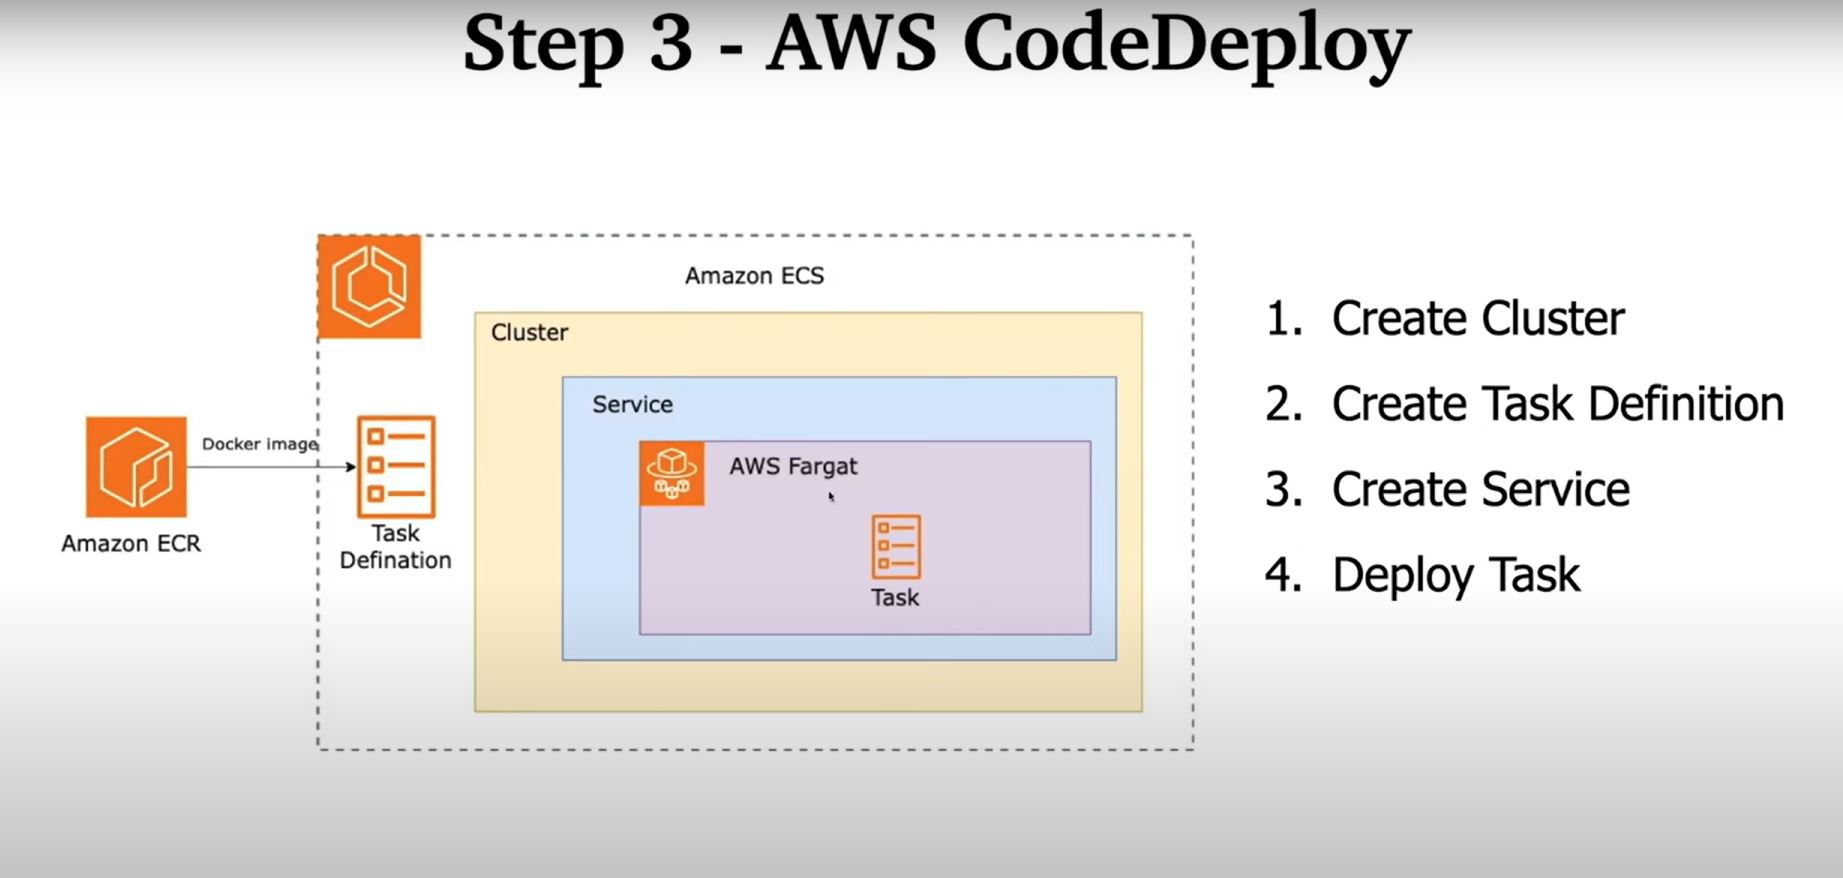 Step 3 - AWS CodeDeploy
Amazon ECS
Cluster
Service
AWS Fargat
Task
Docker image
Amazon ECR
Task
Defination
1. Create Cluster
2. Create Task Definition
3. Create Service
4. Deploy Task